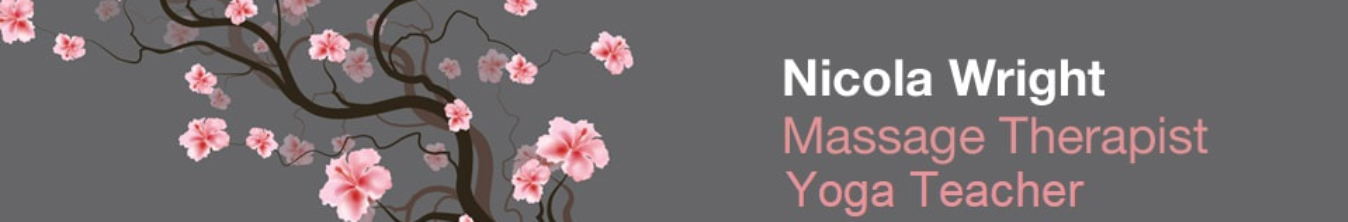 Nicola Wright
Massage Therapist
Yoga Teacher